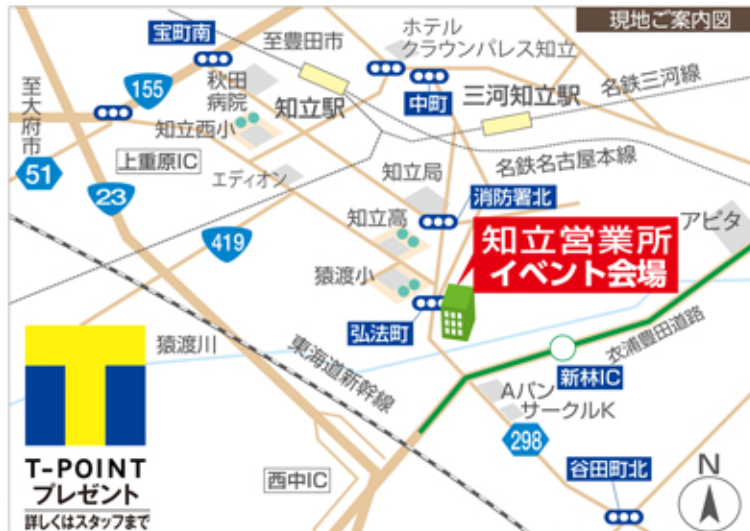 現地ご案内図
宝町南
至豊田市
ホテル
クラウンパレス知立
155
秋田
病院
知立駅
中町
三河知立駅
名鉄三河線
至大府市
知立西小
51
上重原IC
エディオン
名鉄名古屋本線
23
知立局
消防署北
419
知立高
アピタ
知立営業所
イベント会場
猿渡小
弘法町
猿渡川
東海道新幹線
衣浦豊田道路
新林IC
Aバン
サークルK
T-POINT
プレゼント
詳しくはスタッフまで
298
西中IC
谷田町北
N